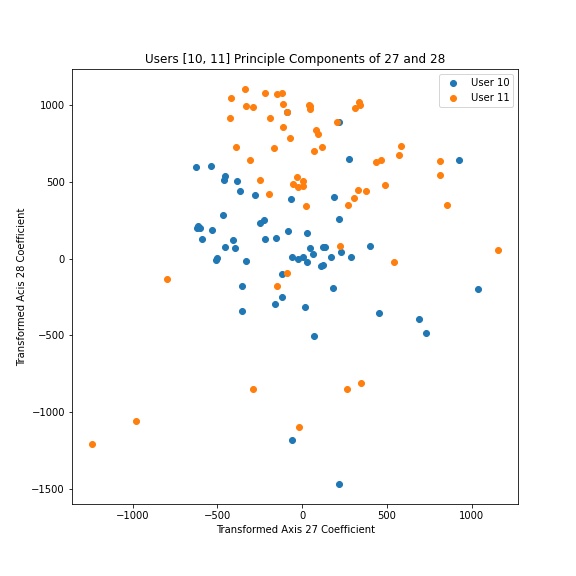 Users [10, 11] Principle Components of 27 and 28
User 10
User 11
Transformed Acis 28 Coefficient
1000
500
0
−500
−1000
−1500
−1000
−500
0
500
1000
Transformed Axis 27 Coefficient